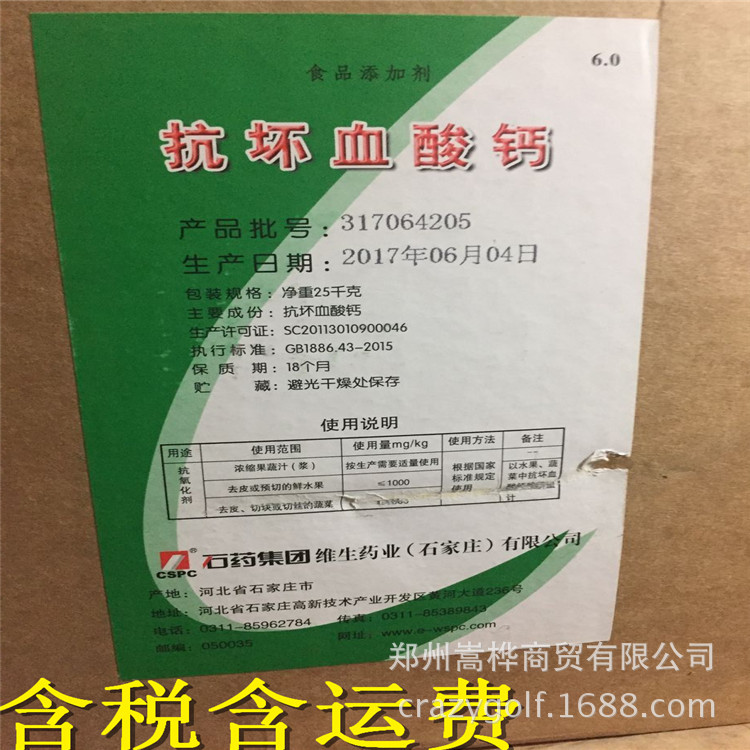 食品添加剂
6.0
抗坏血酸钙
产品批号：317064205
生产日期：2017年06月04日
包装规格：净重25千克
主要成份：抗坏血酸钙
生产许可证：SC20113010900046
执行标准：GB1886.43-2015
保质期：18个月
贮藏：避光干燥处保存
使用说明
用途 使用范围 使用量mg/kg 使用方法 备注
抗氧化剂 浓缩果蔬汁（浆） 按生产需要适量使用 根据国家标准规定使用
去皮或预切的鲜水果 ≤1000 以水果、蔬菜中抗坏血
去皮、切块或切丝的蔬菜 计
CSPC ® 石药集团维生药业（石家庄）有限公司
产地：河北省石家庄市
地址：河北省石家庄高新技术产业开发区黄河大道236号
电话：0311-85962784 传真：0311-85389843
邮编：050035 网址：www.e-wspc.com
郑州嵩桦商贸有限公司
crazygolf.1688.com
含税含运费